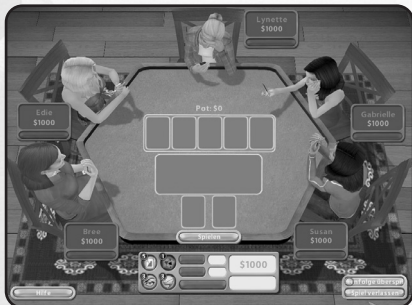 Lynette
$1000
Edie
$1000
Pot: $0
Gabrielle
$1000
Bree
$1000
Spielen
Susan
$1000
$1000
Hilfe
Spiel verlassen